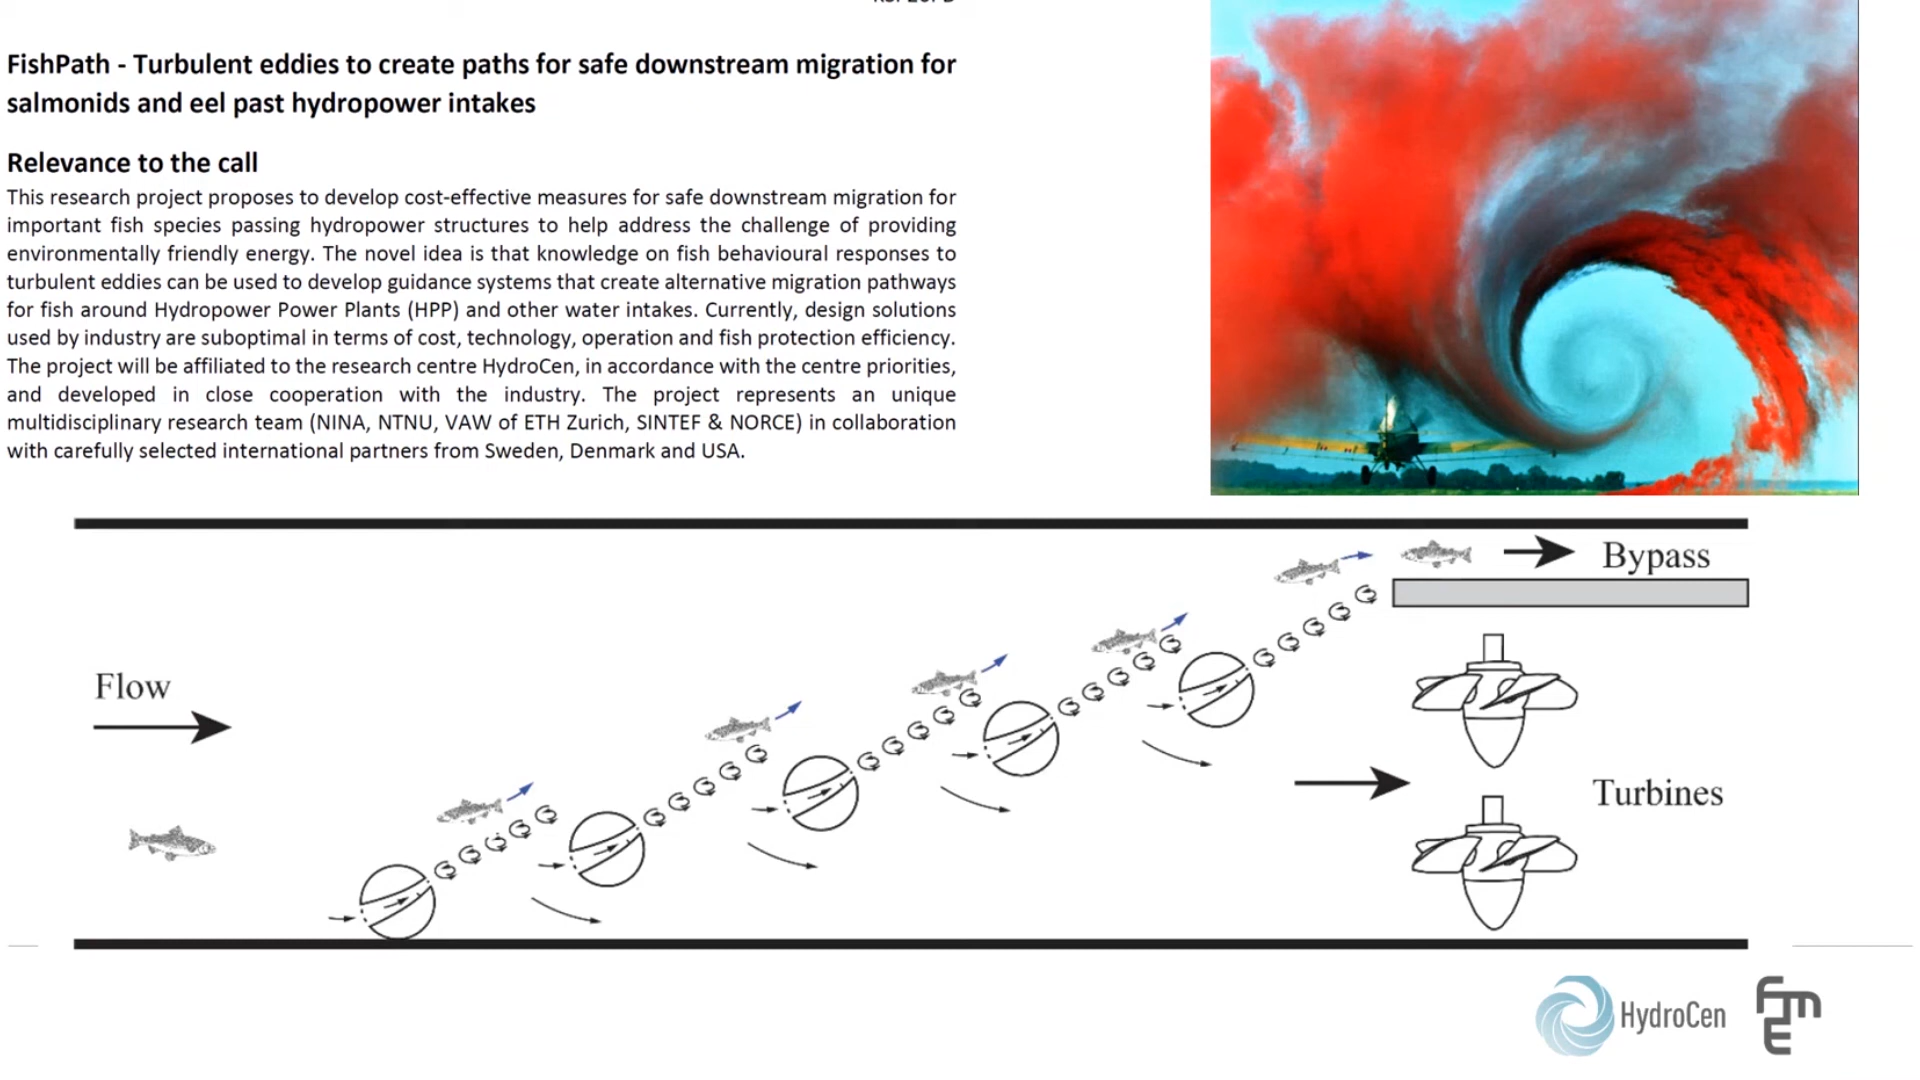 FishPath - Turbulent eddies to create paths for safe downstream migration for
salmonids and eel past hydropower intakes
Relevance to the call
This research project proposes to develop cost-effective measures for safe downstream migration for
important fish species passing hydropower structures to help address the challenge of providing
environmentally friendly energy. The novel idea is that knowledge on fish behavioural responses to
turbulent eddies can be used to develop guidance systems that create alternative migration pathways
for fish around Hydropower Power Plants (HPP) and other water intakes. Currently, design solutions
used by industry are suboptimal in terms of cost, technology, operation and fish protection efficiency.
The project will be affiliated to the research centre HydroCen, in accordance with the centre priorities,
and developed in close cooperation with the industry. The project represents an unique
multidisciplinary research team (NINA, NTNU, VAW of ETH Zurich, SINTEF & NORCE) in collaboration
with carefully selected international partners from Sweden, Denmark and USA.
Bypass
Flow
Turbines
HydroCen
FME